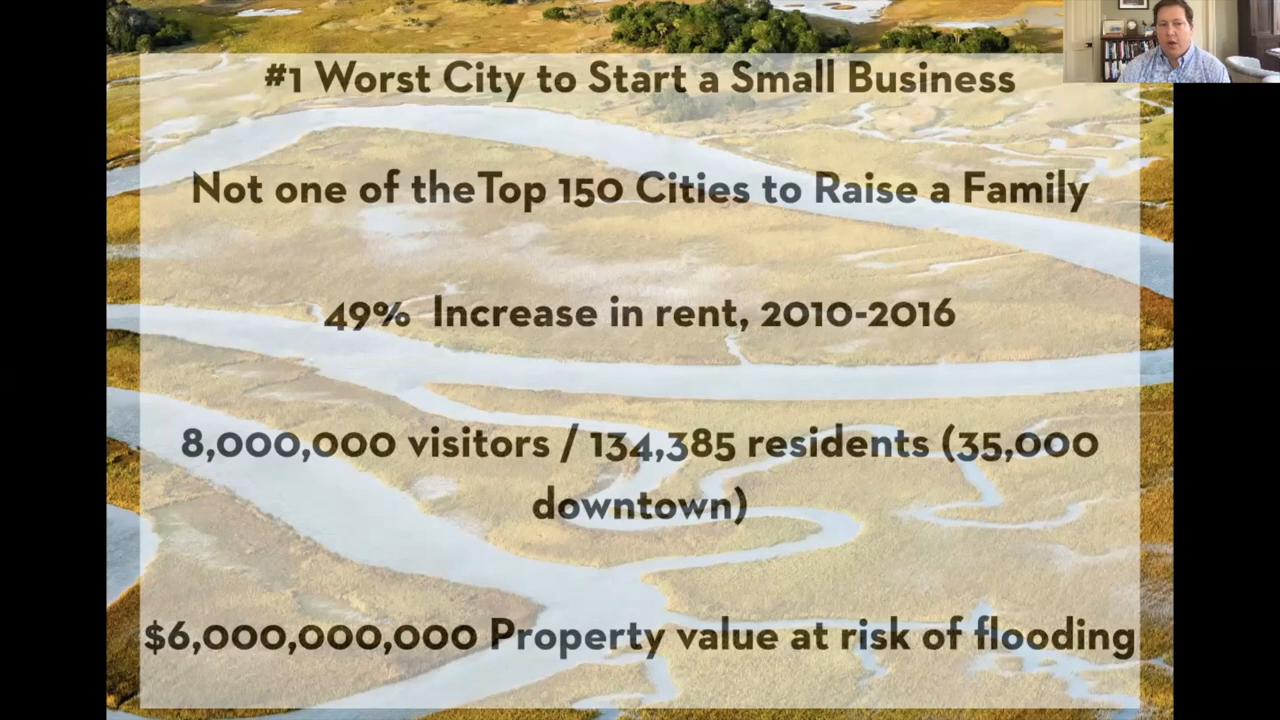 #1 Worst City to Start a Small Business
Not one of theTop 150 Cities to Raise a Family
49% Increase in rent, 2010-2016
8,000,000 visitors / 134,385 residents (35,000
downtown)
$6,000,000,000 Property value at risk of flooding